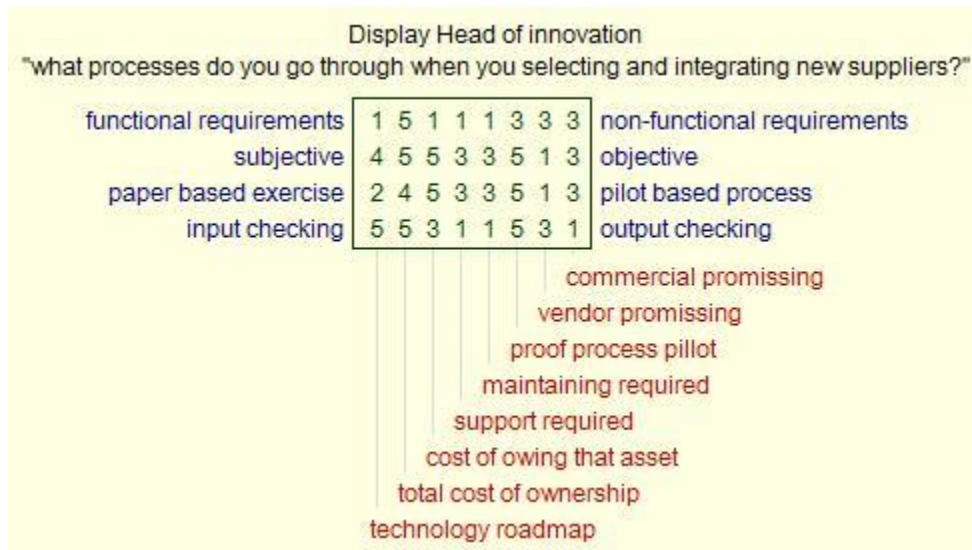 Display Head of innovation
"what processes do you go through when you selecting and integrating new suppliers?"
functional requirements 1 5 1 1 1 3 3 3 non-functional requirements
subjective 4 5 5 3 3 5 1 3 objective
paper based exercise 2 4 5 3 3 5 1 3 pilot based process
input checking 5 5 3 1 1 5 3 1 output checking
commercial promissing
vendor promissing
proof process pillot
maintaining required
support required
cost of owing that asset
total cost of ownership
technology roadmap